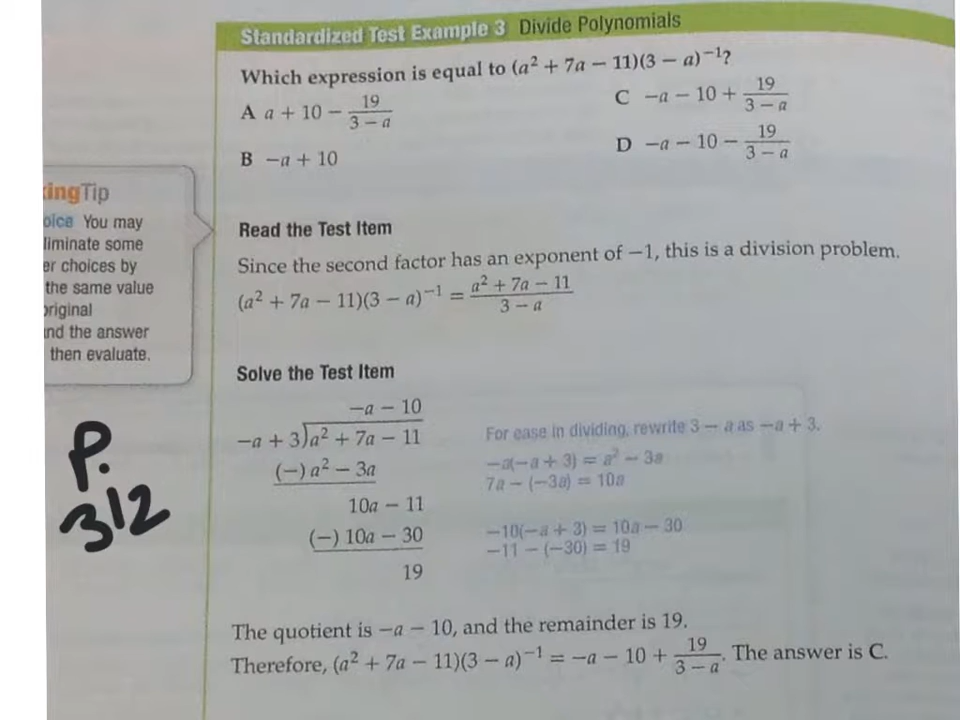 Standardized Test Example 3 Divide Polynomials
Which expression is equal to (a² + 7a − 11)(3 − a)⁻¹?
A a + 10 − 19/(3 − a)
C −a − 10 + 19/(3 − a)
B −a + 10
D −a − 10 − 19/(3 − a)
Tip
You may
some
choices by
the same value
the answer
then evaluate.
Read the Test Item
Since the second factor has an exponent of −1, this is a division problem.
(a² + 7a − 11)(3 − a)⁻¹ = (a² + 7a − 11)/(3 − a)
Solve the Test Item
−a − 10
−a + 3)a² + 7a − 11
(−) a² − 3a
10a − 11
(−) 10a − 30
19
For ease in dividing, rewrite 3 − a as −a + 3.
−a(−a + 3) = a² − 3a
7a − (−3a) = 10a
−10(−a + 3) = 10a − 30
−11 − (−30) = 19
The quotient is −a − 10, and the remainder is 19.
Therefore, (a² + 7a − 11)(3 − a)⁻¹ = −a − 10 + 19/(3 − a). The answer is C.
P.
312